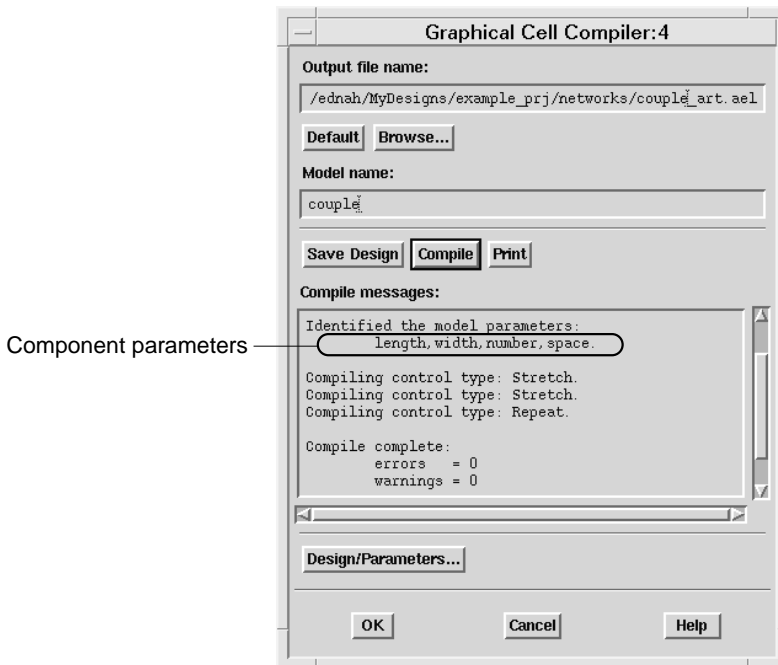 Graphical Cell Compiler:4
Output file name:
/ednah/MyDesigns/example_prj/networks/couple_art.ael
Default Browse...
Model name:
couple
Save Design Compile Print
Compile messages:
Identified the model parameters:
length,width,number,space.
Component parameters
Compiling control type: Stretch.
Compiling control type: Stretch.
Compiling control type: Repeat.
Compile complete:
errors = 0
warnings = 0
Design/Parameters...
OK Cancel Help